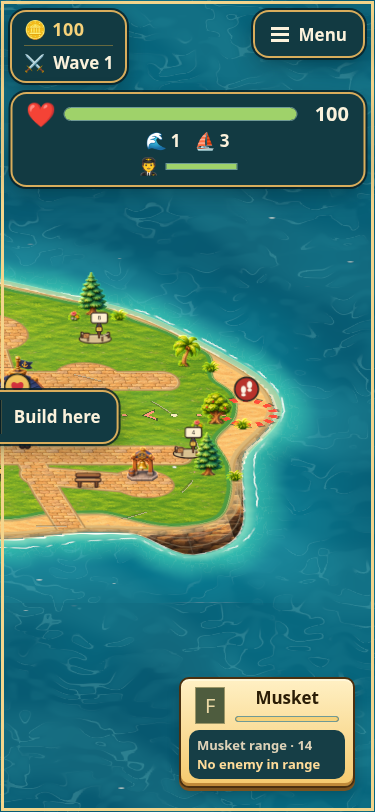 100
Menu
Wave 1
100
1 3
Build here
F
Musket
Musket range · 14
No enemy in range